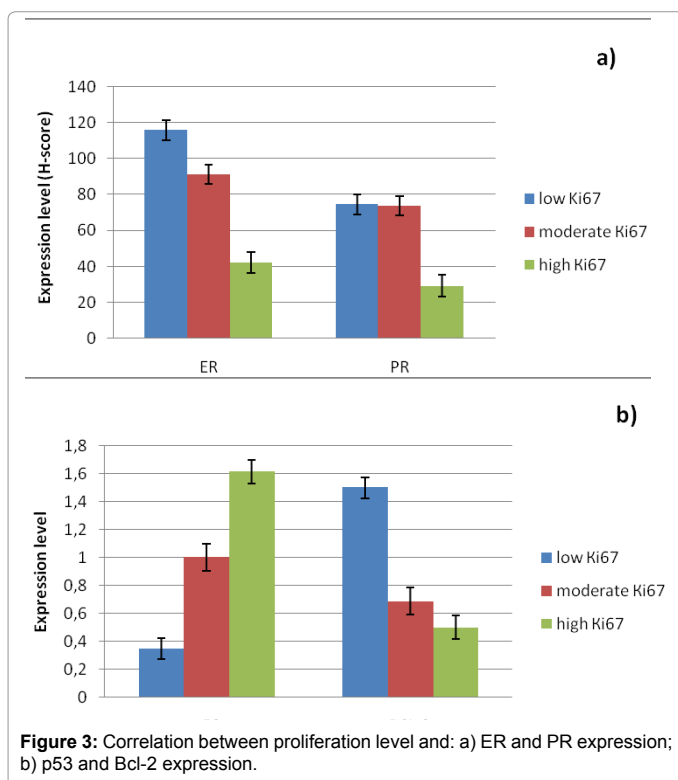 a)
140
120
100
80
60
40
20
0
Expression level (H-score)
low Ki67
moderate Ki67
high Ki67
ER PR
b)
1,8
1,6
1,4
1,2
1
0,8
0,6
0,4
0,2
0
Expression level
low Ki67
moderate Ki67
high Ki67
Figure 3: Correlation between proliferation level and: a) ER and PR expression;
b) p53 and Bcl-2 expression.